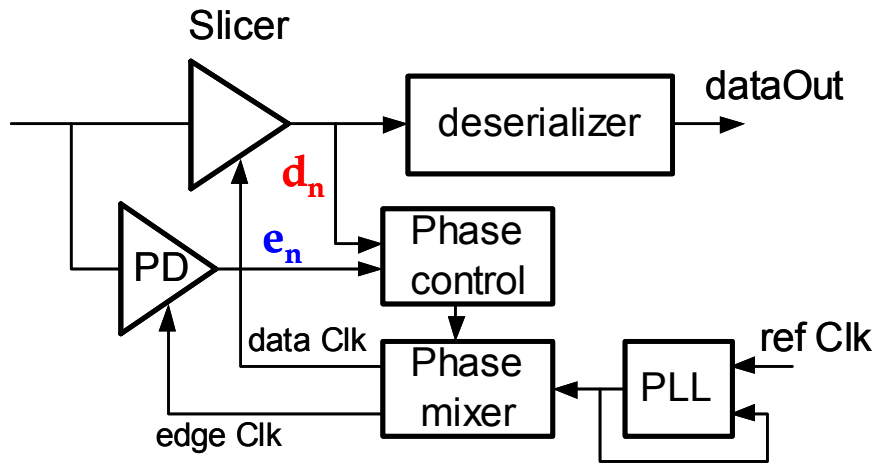 Slicer
deserializer
dataOut
dₙ
eₙ
PD
Phase
control
data Clk
Phase
mixer
PLL
ref Clk
edge Clk